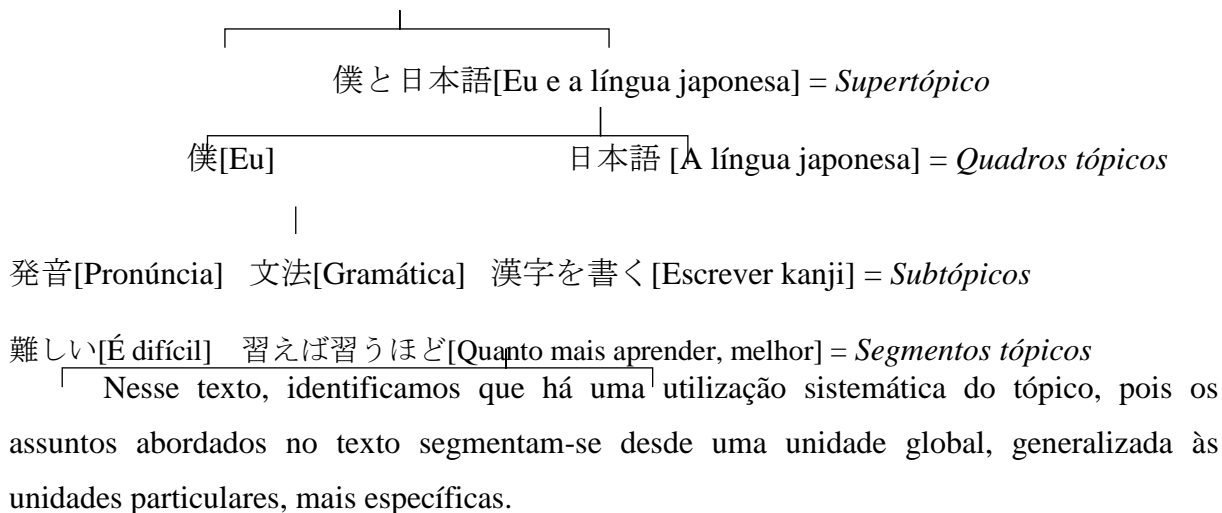 僕と日本語[Eu e a língua japonesa] = Supertópico
僕[Eu] 日本語 [A língua japonesa] = Quadros tópicos
発音[Pronúncia] 文法[Gramática] 漢字を書く[Escrever kanji] = Subtópicos
難しい[É difícil] 習えば習うほど[Quanto mais aprender, melhor] = Segmentos tópicos
Nesse texto, identificamos que há uma utilização sistemática do tópico, pois os
assuntos abordados no texto segmentam-se desde uma unidade global, generalizada às
unidades particulares, mais específicas.